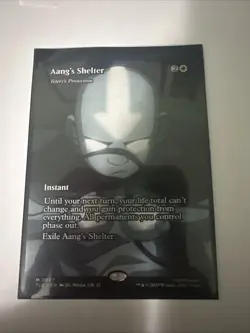 Aang's Shelter
Teferi's Protection
Instant
Until your next turn, your life total can't
change and you gain protection from
everything. All permanents you control
phase out.
Exile Aang's Shelter.